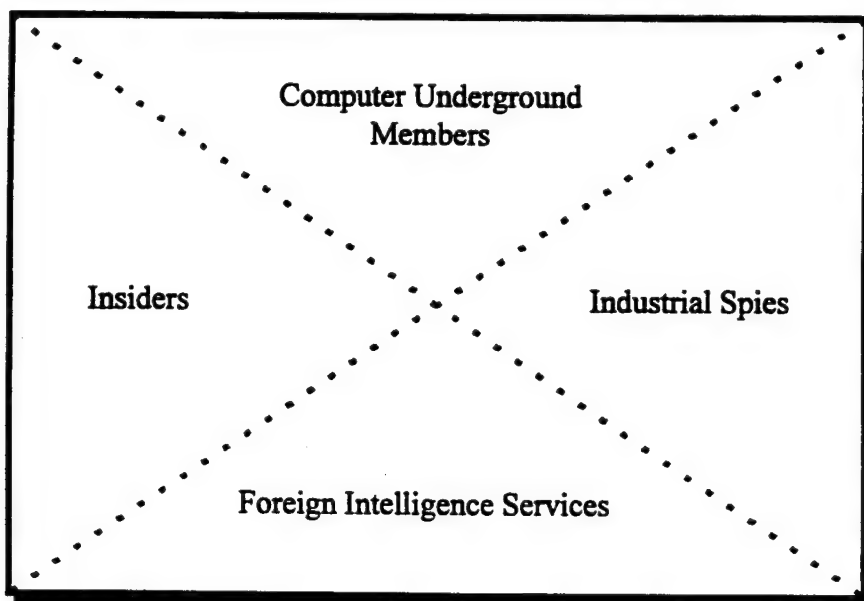 Computer Underground
Members
Insiders
Industrial Spies
Foreign Intelligence Services